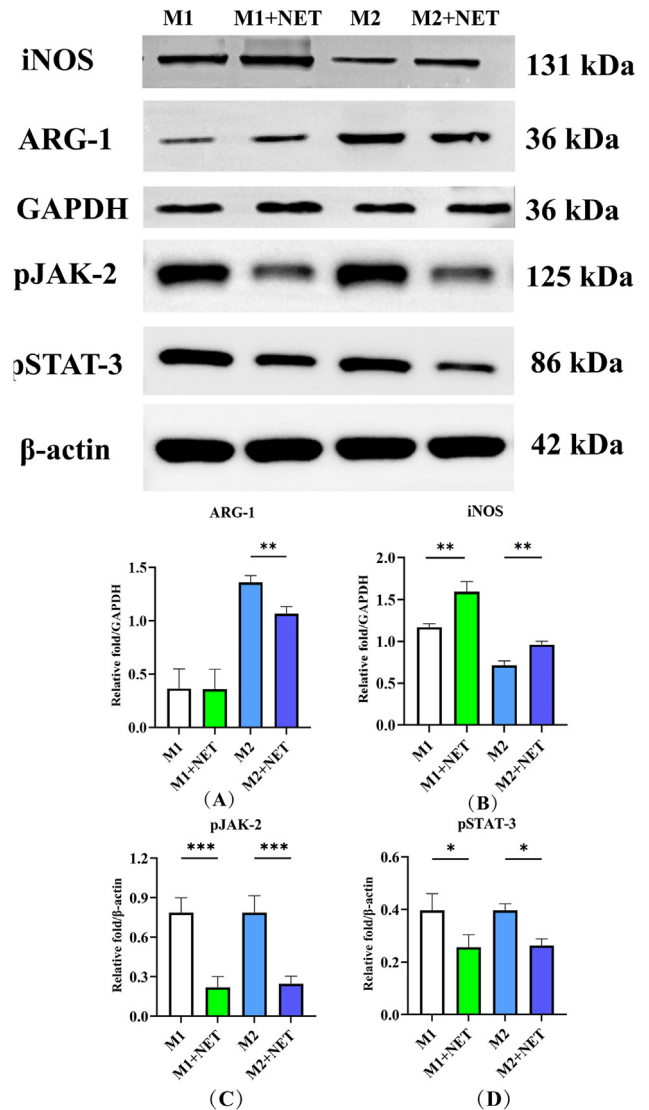 M1 M1+NET M2 M2+NET
iNOS 131 kDa
ARG-1 36 kDa
GAPDH 36 kDa
pJAK-2 125 kDa
pSTAT-3 86 kDa
β-actin 42 kDa
ARG-1
Relative fold/GAPDH
1.5
1.0
0.5
0.0
**
M1 M1+NET M2 M2+NET
(A)
iNOS
Relative fold/GAPDH
2.0
1.5
1.0
0.5
0.0
** **
M1 M1+NET M2 M2+NET
(B)
pJAK-2
Relative fold/β-actin
1.2
0.9
0.6
0.3
0.0
*** ***
M1 M1+NET M2 M2+NET
(C)
pSTAT-3
Relative fold/β-actin
0.6
0.4
0.2
0.0
* *
M1 M1+NET M2 M2+NET
(D)